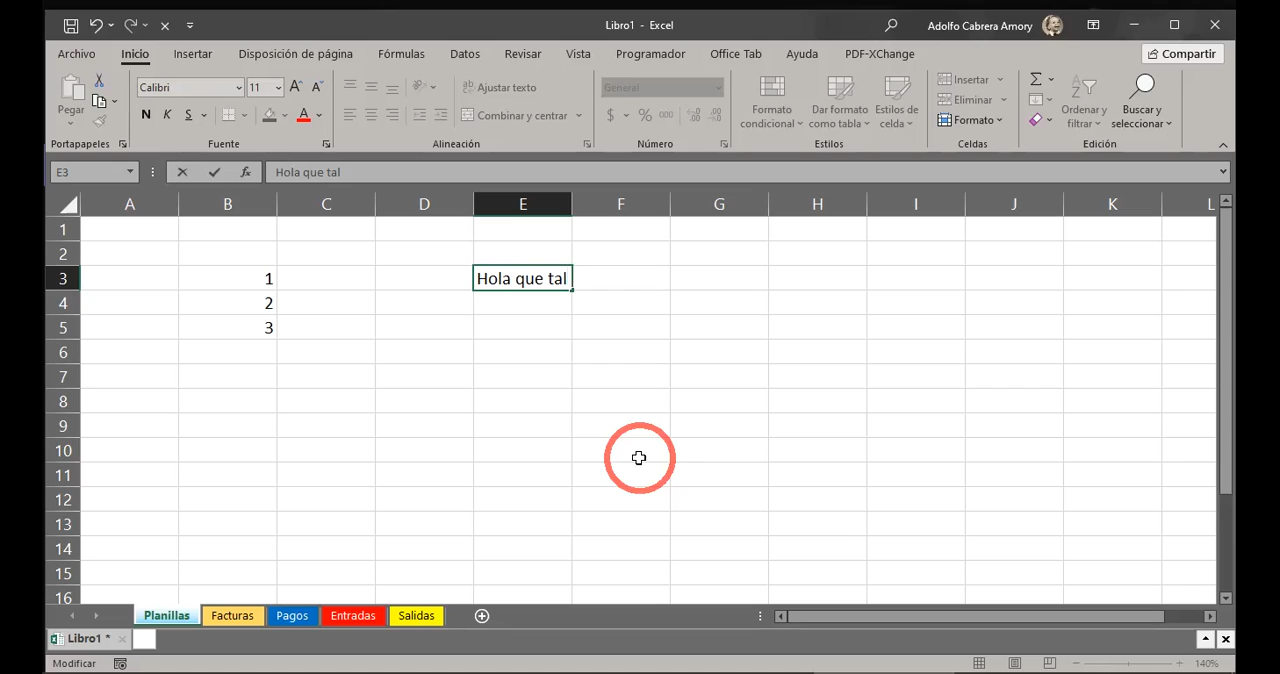 Libro1 - Excel
Adolfo Cabrera Amory
Archivo Inicio Insertar Disposición de página Fórmulas Datos Revisar Vista Programador Office Tab Ayuda PDF-XChange Compartir
Pegar
Calibri 11
N K S
Ajustar texto
Combinar y centrar
General
$ % 000
Formato condicional
Dar formato como tabla
Estilos de celda
Insertar
Eliminar
Formato
Ordenar y filtrar
Buscar y seleccionar
Portapapeles Fuente Alineación Número Estilos Celdas Edición
E3 fx Hola que tal
A B C D E F G H I J K L
1
2
3 1 Hola que tal
4 2
5 3
6
7
8
9
10
11
12
13
14
15
16
Planillas Facturas Pagos Entradas Salidas
Libro1 *
Modificar 140%